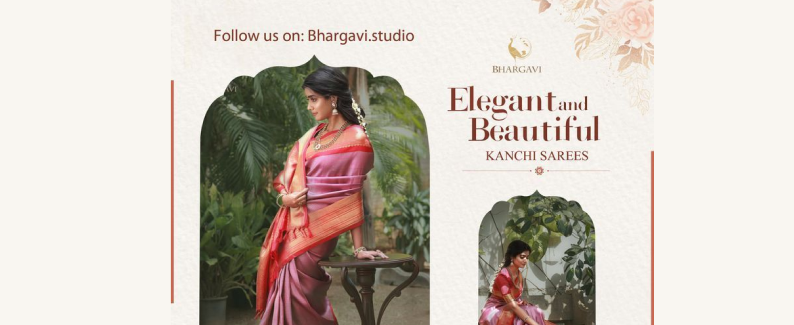 Follow us on: Bhargavi.studio
BHARGAVI
Elegant and
Beautiful
KANCHI SAREES